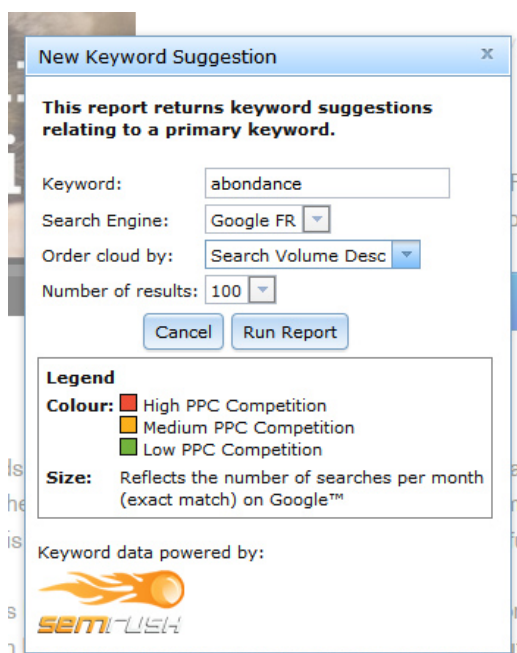 New Keyword Suggestion x
This report returns keyword suggestions
relating to a primary keyword.
Keyword: abondance
Search Engine: Google FR
Order cloud by: Search Volume Desc
Number of results: 100
Cancel Run Report
Legend
Colour: High PPC Competition
Medium PPC Competition
Low PPC Competition
Size: Reflects the number of searches per month
(exact match) on Google™
Keyword data powered by:
semrush